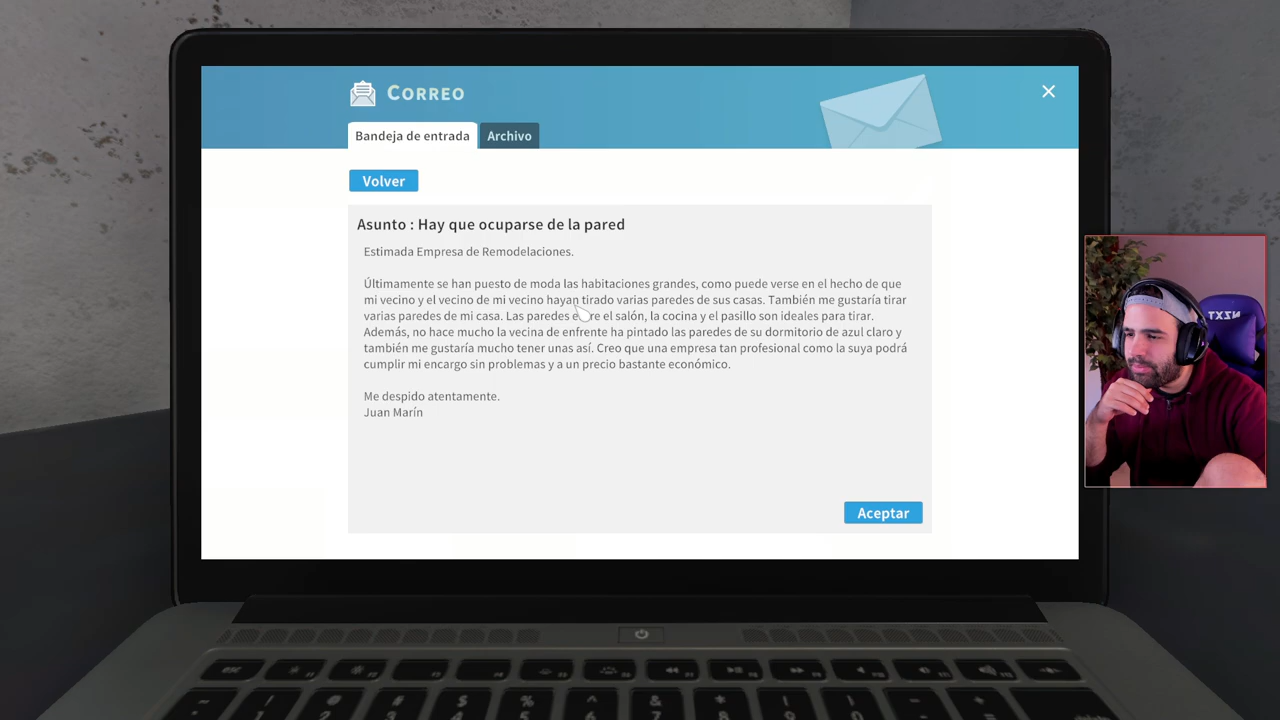 CORREO
Bandeja de entrada
Archivo
Volver
Asunto : Hay que ocuparse de la pared
Estimada Empresa de Remodelaciones.
Últimamente se han puesto de moda las habitaciones grandes, como puede verse en el hecho de que
mi vecino y el vecino de mi vecino hayan tirado varias paredes de sus casas. También me gustaría tirar
varias paredes de mi casa. Las paredes entre el salón, la cocina y el pasillo son ideales para tirar.
Además, no hace mucho la vecina de enfrente ha pintado las paredes de su dormitorio de azul claro y
también me gustaría mucho tener unas así. Creo que una empresa tan profesional como la suya podrá
cumplir mi encargo sin problemas y a un precio bastante económico.
Me despido atentamente.
Juan Marín
Aceptar
NZXT
esc